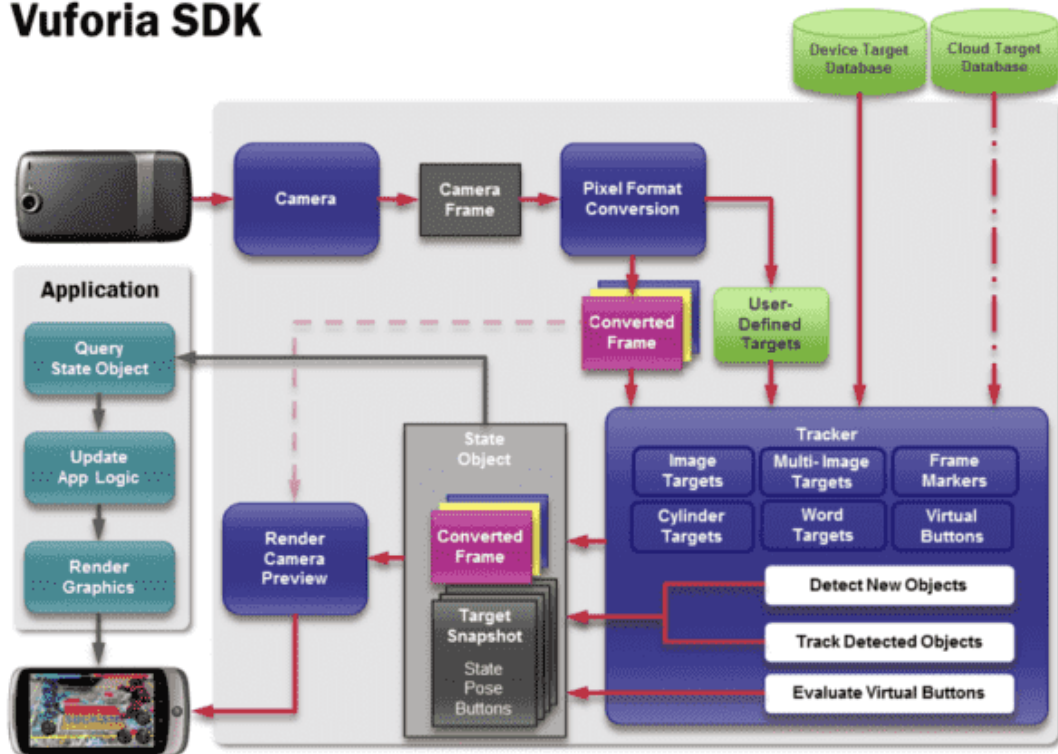 Vuforia SDK
Device Target
Database
Cloud Target
Database
Camera
Camera
Frame
Pixel Format
Conversion
Application
Query
State Object
Update
App Logic
Render
Graphics
Converted
Frame
User-
Defined
Targets
Tracker
Image
Targets
Multi- Image
Targets
Frame
Markers
Cylinder
Targets
Word
Targets
Virtual
Buttons
Detect New Objects
Track Detected Objects
Evaluate Virtual Buttons
State
Object
Converted
Frame
Target
Snapshot
State
Pose
Buttons
Render
Camera
Preview